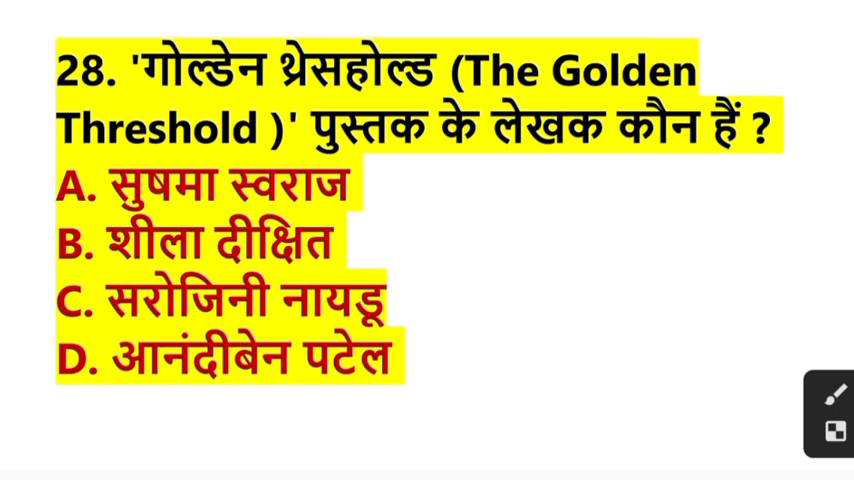 28. 'गोल्डेन थ्रेसहोल्ड (The Golden
Threshold )' पुस्तक के लेखक कौन हैं ?
A. सुषमा स्वराज
B. शीला दीक्षित
C. सरोजिनी नायडू
D. आनंदीबेन पटेल